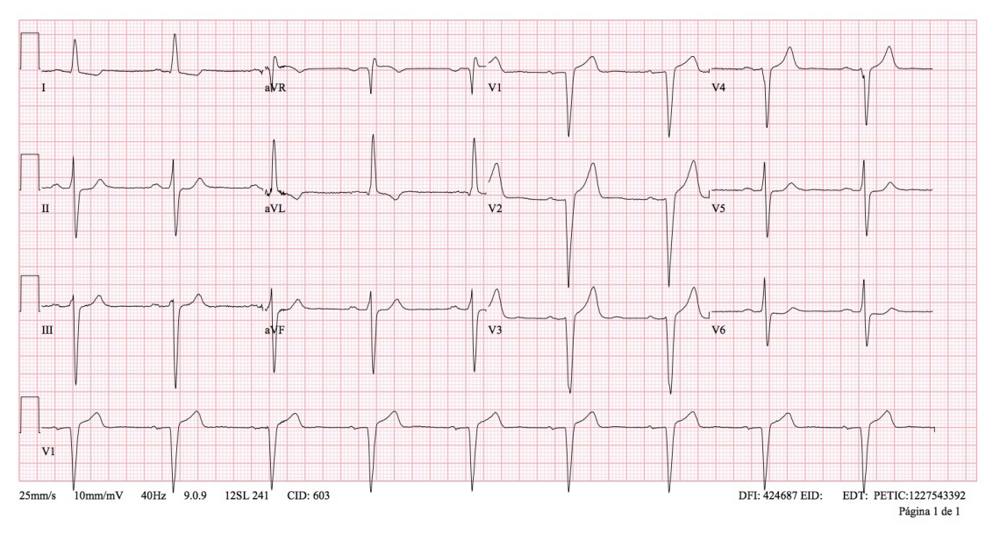 I aVR V1 V4
II aVL V2 V5
III aVF V3 V6
V1
25mm/s 10mm/mV 40Hz 9.0.9 12SL 241 CID: 603 DFI: 424687 EID: EDT: PETIC:1227543392
Página 1 de 1